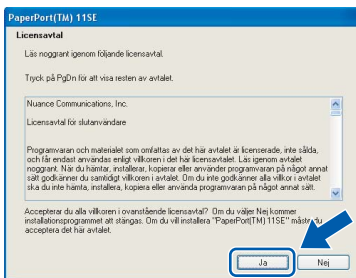 PaperPort(TM) 11SE
Licensavtal
Läs noggrant igenom följande licensavtal.
Tryck på PgDn för att visa resten av avtalet.
Nuance Communications, Inc.
Licensavtal för slutanvändare
Programvaran och materialet som omfattas av det här avtalet är licenserade, inte sålda,
och får endast användas enligt villkoren i det här licensavtalet. Läs igenom avtalet
noggrant. När du hämtar, installerar, kopierar eller använder programvaran på något annat
sätt godkänner du samtidigt villkoren i avtalet. Om du inte godkänner alla villkor i avtalet
ska du inte hämta, installera, kopiera eller använda programvaran på något annat sätt.
Accepterar du alla villkoren i ovanstående licensavtal? Om du väljer Nej kommer
installationsprogrammet att stängas. Om du vill installera "PaperPort(TM) 11SE" måste du
acceptera det här avtalet.
Ja
Nej